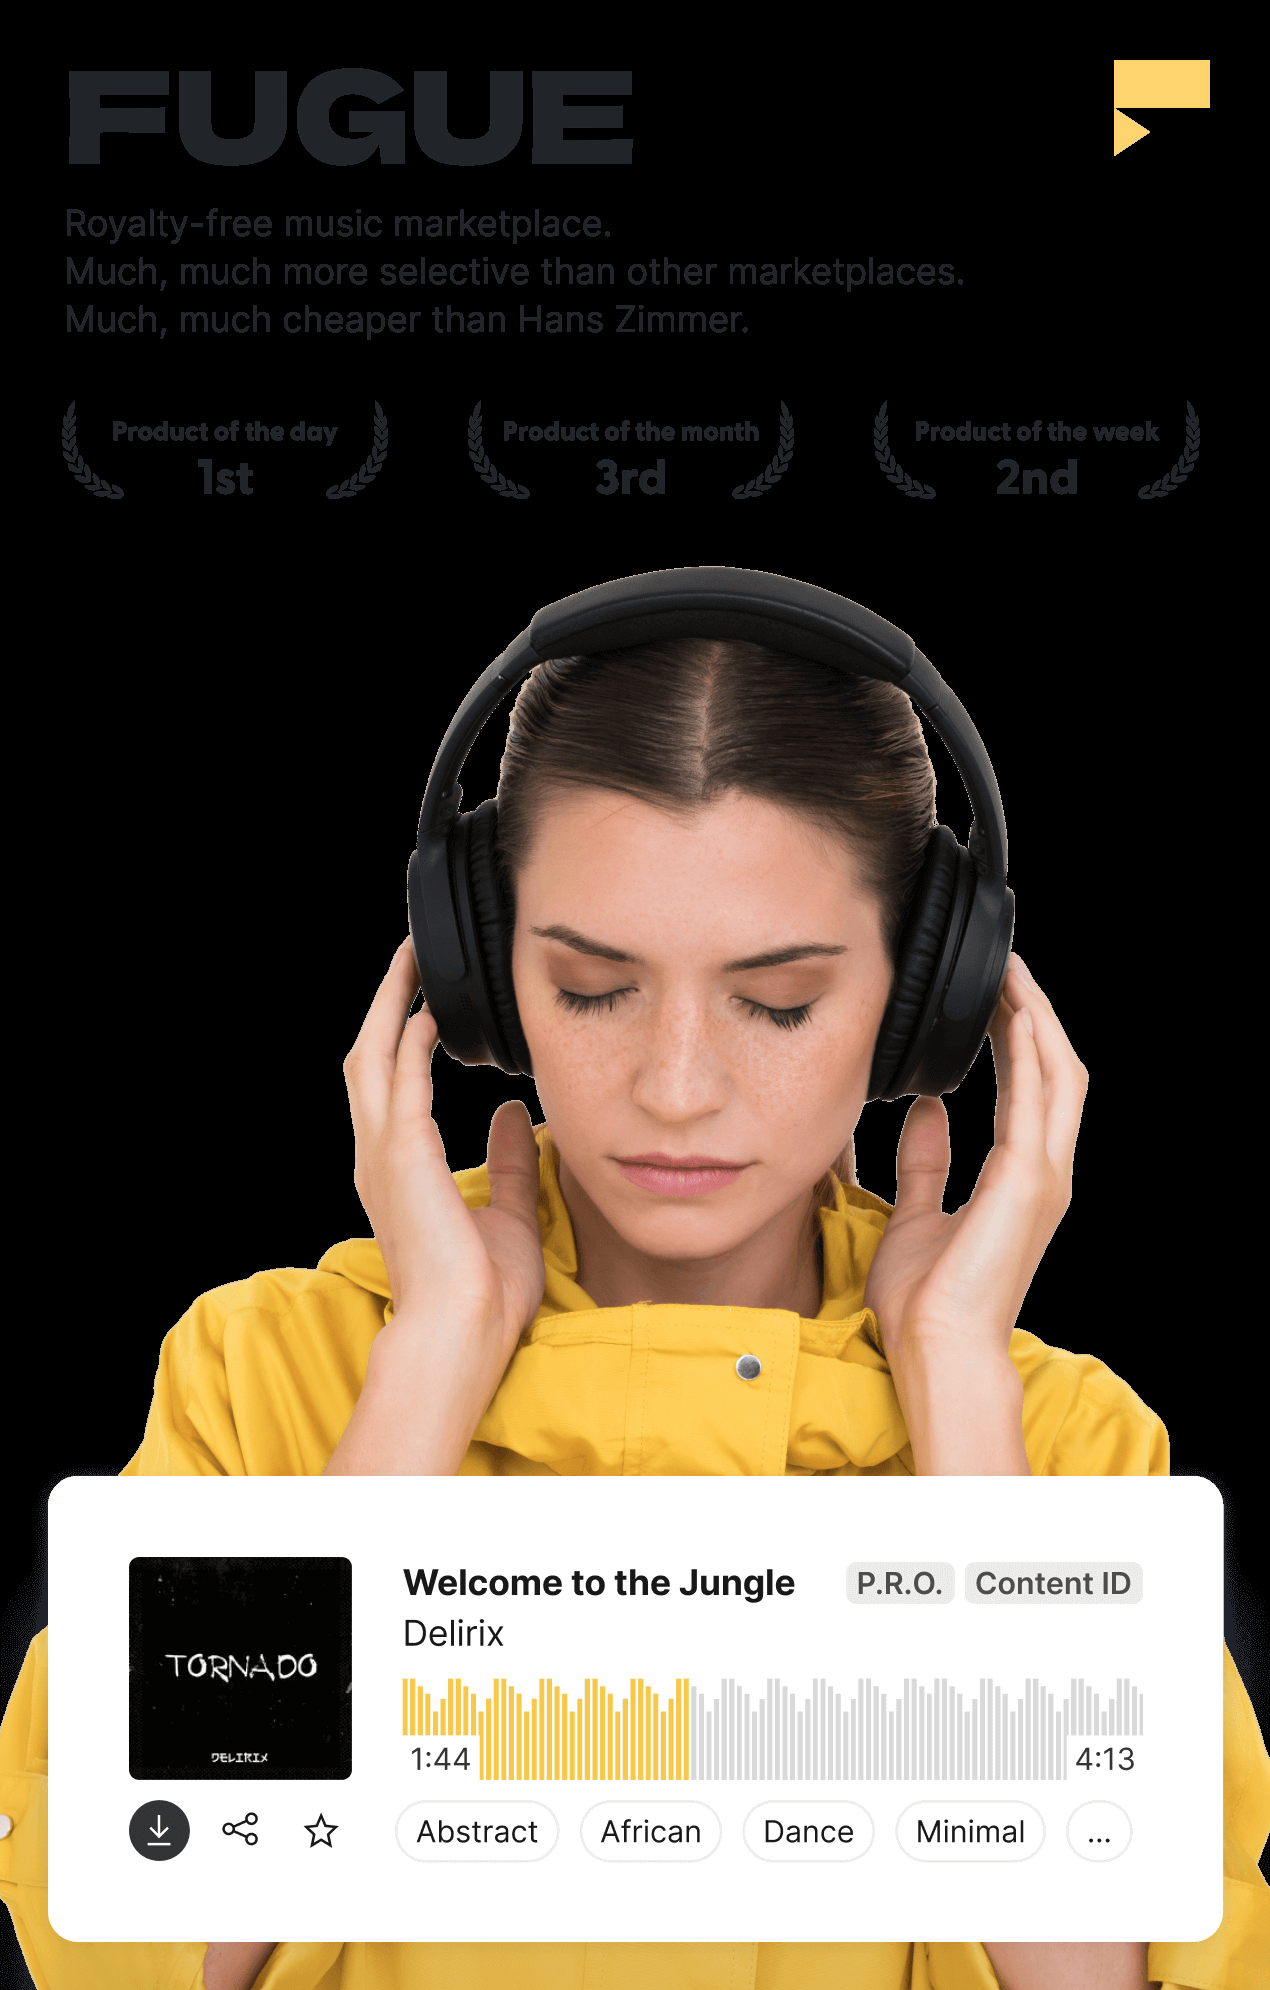 FUGUE
Royalty-free music marketplace.
Much, much more selective than other marketplaces.
Much, much cheaper than Hans Zimmer.
Product of the day
1st
Product of the month
3rd
Product of the week
2nd
TORNADO
DELIRIX
Welcome to the Jungle
P.R.O.
Content ID
Delirix
1:44
4:13
Abstract
African
Dance
Minimal
...